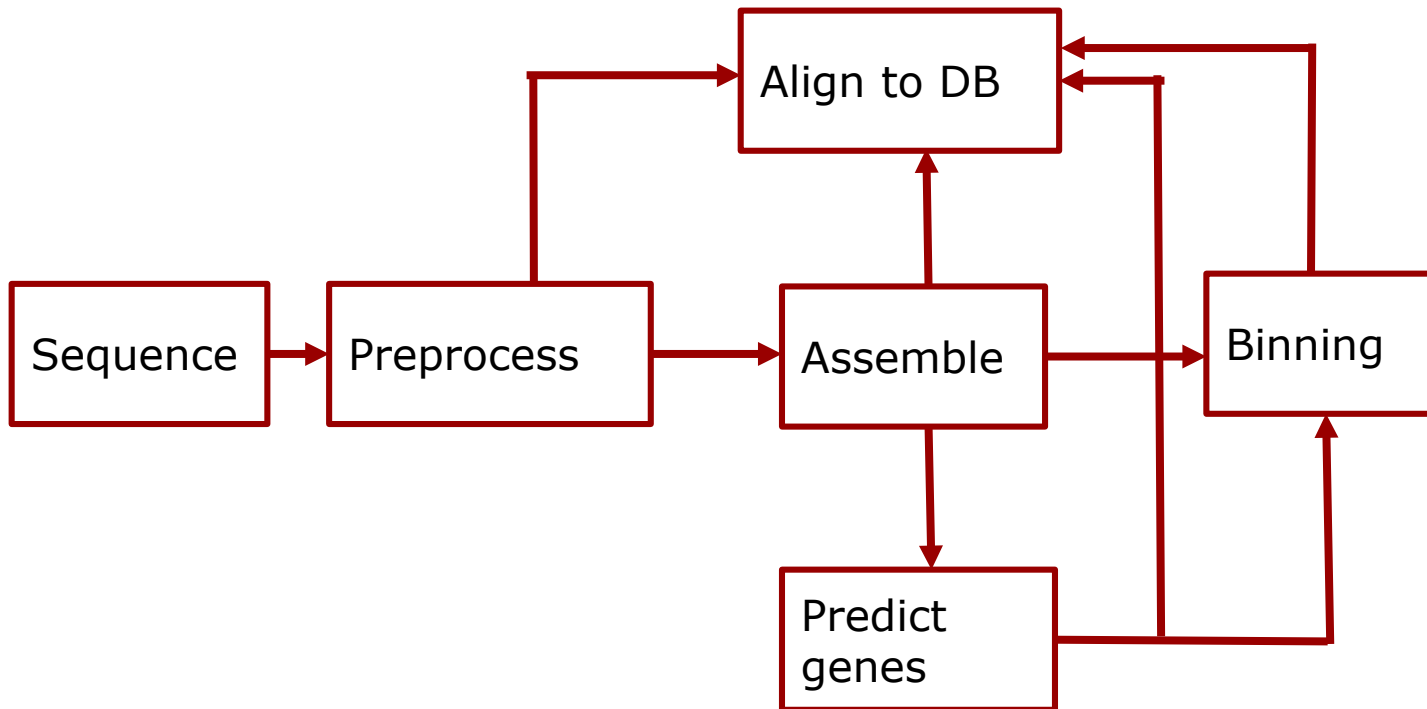 Align to DB
Sequence
Preprocess
Assemble
Binning
Predict
genes